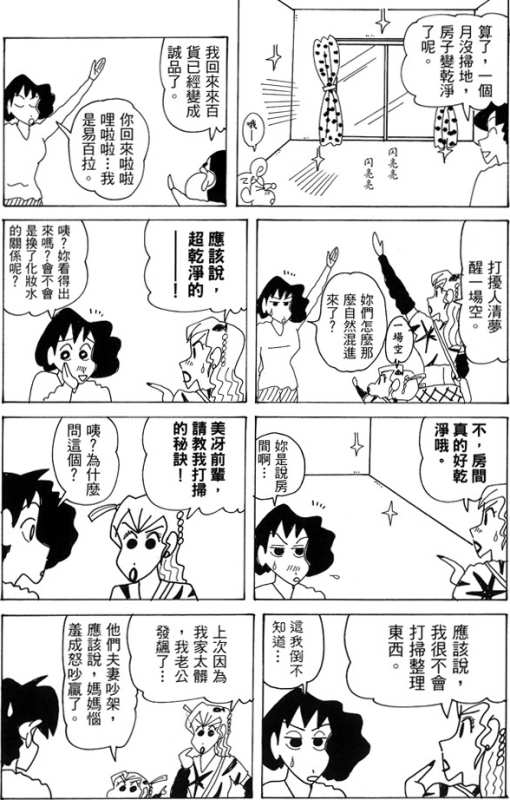 算了，一個
月沒掃地，
房子變乾淨
了呢。
閃亮亮
閃亮亮
哦
我回來來百
貨已經變成
誠品了。
你回來啦啦
哩啦啦…我
是易百拉。
打擾人清夢
醒一場空。
一場空
妳們怎麼那
麼自然混進
來了？
應該說，
超乾淨的
——！
咦？妳看得出
來嗎？會不會
是換了化妝水
的關係呢？
不，房間
真的好乾
淨哦。
妳是說房
間啊…
美冴前輩，
請教我打掃
的秘訣！
咦？為什麼
問這個？
應該說，
我很不會
打掃整理
東西。
這我倒不
知道…
上次因為
我家太髒
，我老公
發飆了…
他們夫妻吵架，
應該說，媽媽惱
羞成怒吵贏了。